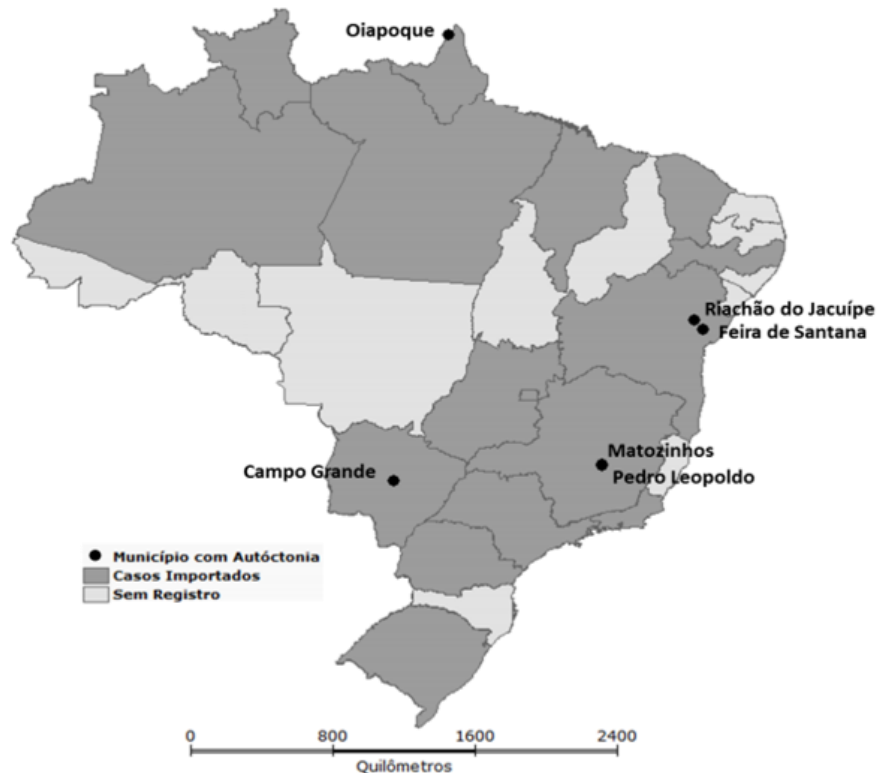 Oiapoque
Riachão do Jacuípe
Feira de Santana
Matozinhos
Pedro Leopoldo
Campo Grande
Município com Autóctonia
Casos Importados
Sem Registro
0 800 1600 2400
Quilômetros